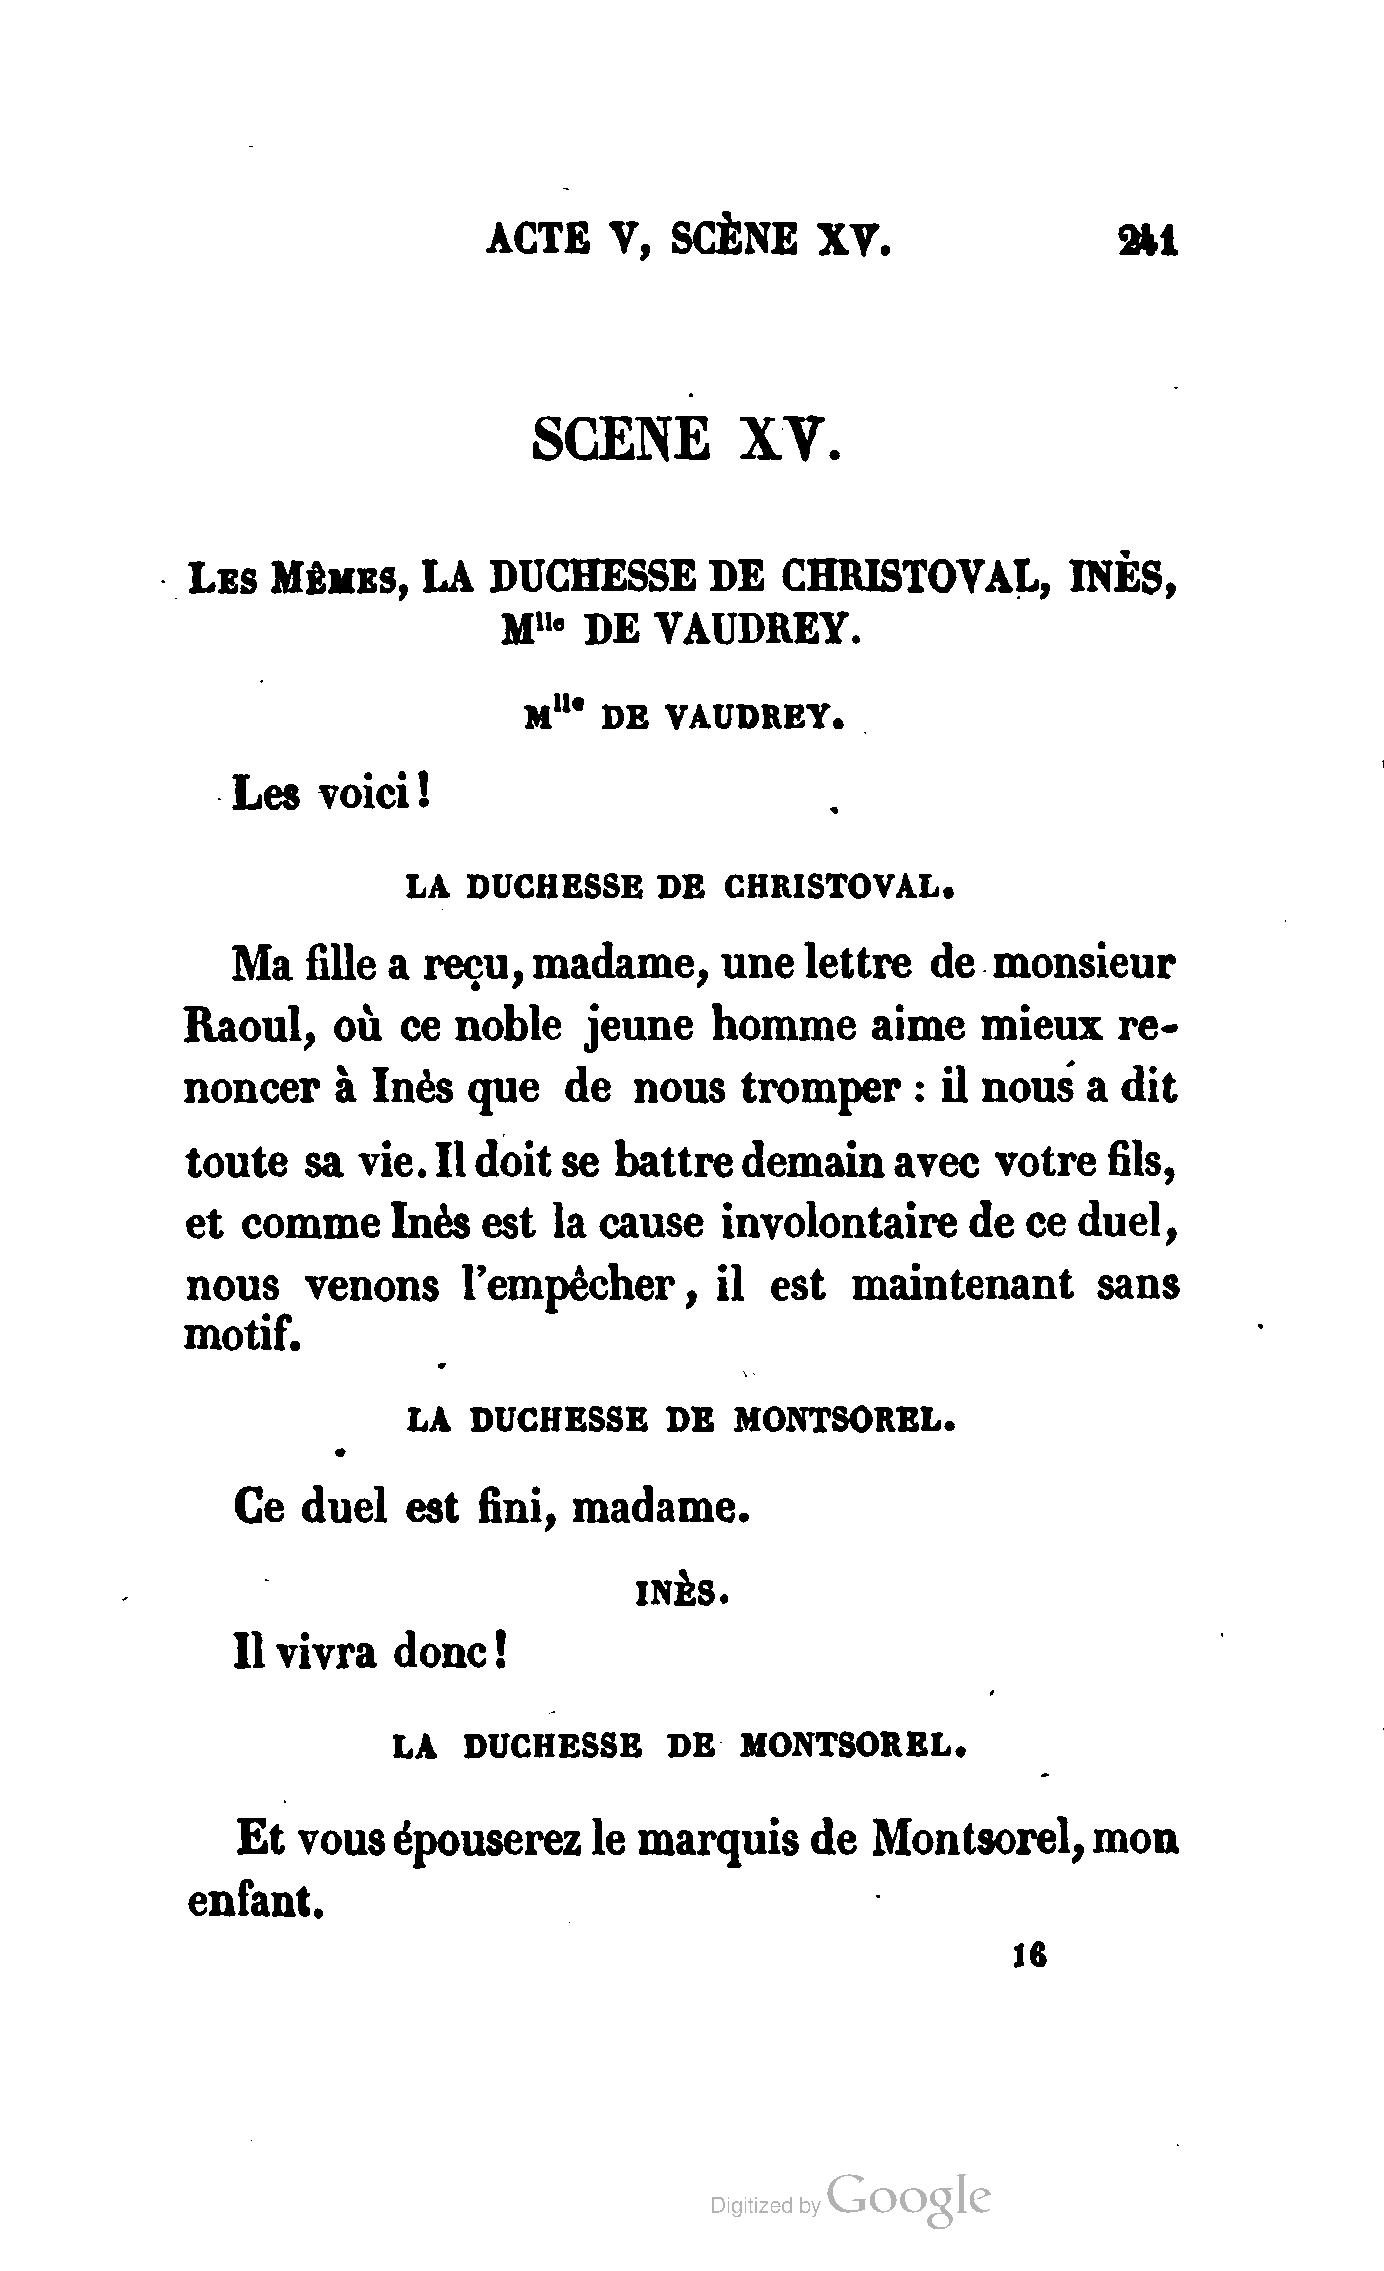 ACTE V, SCÈNE XV. 241
SCENE XV.
LES MÊMES, LA DUCHESSE DE CHRISTOVAL, INÈS,
Mlle DE VAUDREY.
Mlle DE VAUDREY.
Les voici !
LA DUCHESSE DE CHRISTOVAL.
Ma fille a reçu, madame, une lettre de monsieur
Raoul, où ce noble jeune homme aime mieux re-
noncer à Inès que de nous tromper : il nous a dit
toute sa vie. Il doit se battre demain avec votre fils,
et comme Inès est la cause involontaire de ce duel,
nous venons l'empêcher, il est maintenant sans
motif.
LA DUCHESSE DE MONTSOREL.
Ce duel est fini, madame.
INÈS.
Il vivra donc !
LA DUCHESSE DE MONTSOREL.
Et vous épouserez le marquis de Montsorel, mon
enfant.
16
Digitized by Google